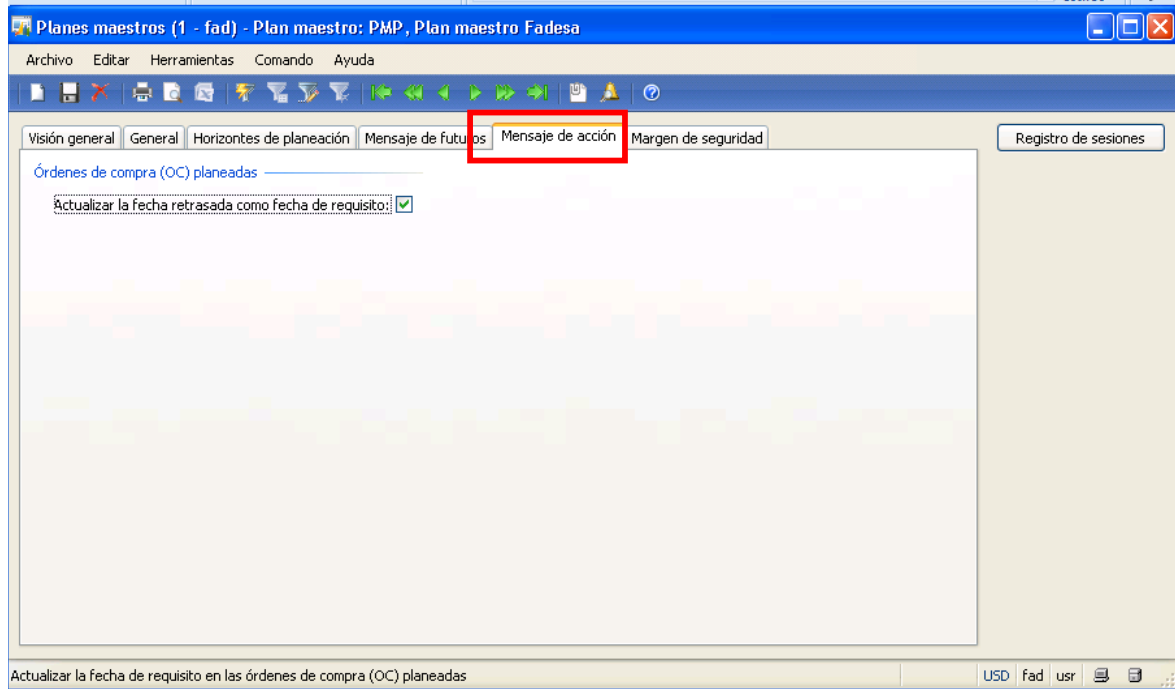 Planes maestros (1 - fad) - Plan maestro: PMP, Plan maestro Fadesa
Archivo Editar Herramientas Comando Ayuda
Visión general General Horizontes de planeación Mensaje de futuros Mensaje de acción Margen de seguridad Registro de sesiones
Órdenes de compra (OC) planeadas
Actualizar la fecha retrasada como fecha de requisito:
Actualizar la fecha de requisito en las órdenes de compra (OC) planeadas USD fad usr